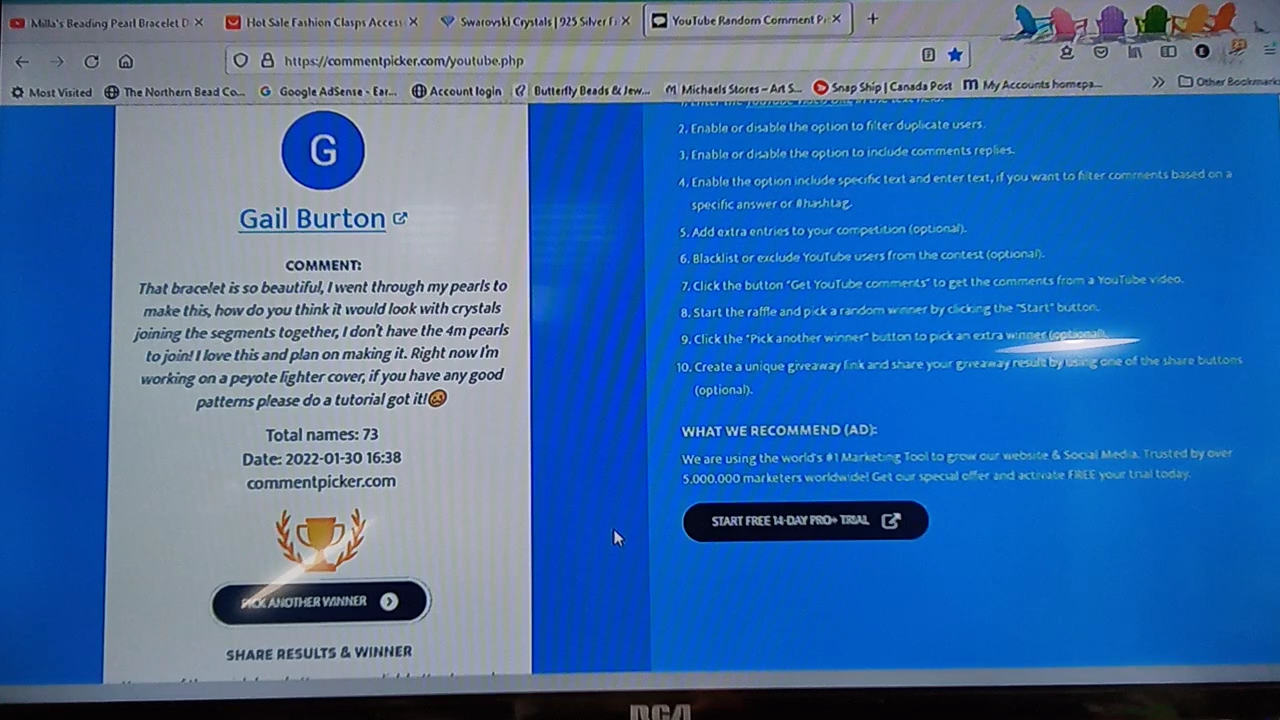 Milla's Beading Pearl Bracelet D
Hot Sale Fashion Clasps Access
Swarovski Crystals | 925 Silver Fi
YouTube Random Comment Pi
https://commentpicker.com/youtube.php
Most Visited
The Northern Bead Co...
Google AdSense - Ear...
Account login
Butterfly Beads & Jew...
Michaels Stores – Art S...
Snap Ship | Canada Post
My Accounts homepa...
Other Bookmark
G
Gail Burton
COMMENT:
That bracelet is so beautiful, I went through my pearls to
make this, how do you think it would look with crystals
joining the segments together, I don't have the 4m pearls
to join! I love this and plan on making it. Right now I'm
working on a peyote lighter cover, if you have any good
patterns please do a tutorial got it!
Total names: 73
Date: 2022-01-30 16:38
commentpicker.com
PICK ANOTHER WINNER
SHARE RESULTS & WINNER
2. Enable or disable the option to filter duplicate users.
3. Enable or disable the option to include comments replies.
4. Enable the option include specific text and enter text, if you want to filter comments based on a
specific answer or #hashtag.
5. Add extra entries to your competition (optional).
6. Blacklist or exclude YouTube users from the contest (optional).
7. Click the button "Get YouTube comments" to get the comments from a YouTube video.
8. Start the raffle and pick a random winner by clicking the "Start" button.
9. Click the "Pick another winner" button to pick an extra winner (optional).
10. Create a unique giveaway link and share your giveaway result by using one of the share buttons
(optional).
WHAT WE RECOMMEND (AD):
We are using the world's #1 Marketing Tool to grow our website & Social Media. Trusted by over
5.000.000 marketers worldwide! Get our special offer and activate FREE your trial today.
START FREE 14-DAY PRO+ TRIAL
RCA